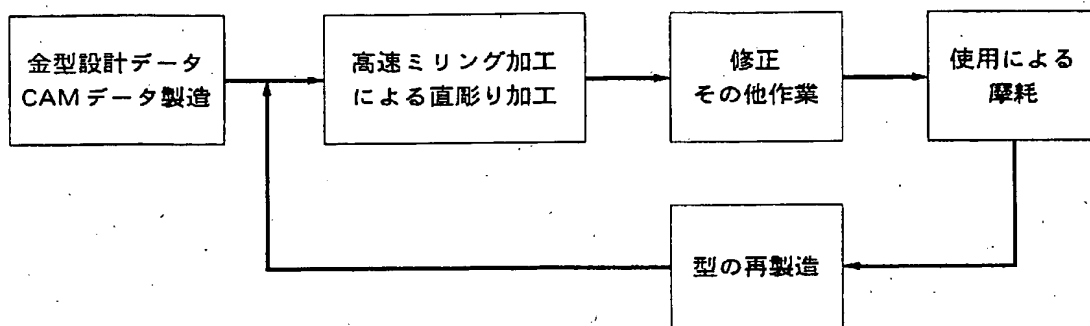 金型設計データ
CAMデータ製造
高速ミリング加工
による直彫り加工
修正
その他作業
使用による
摩耗
型の再製造